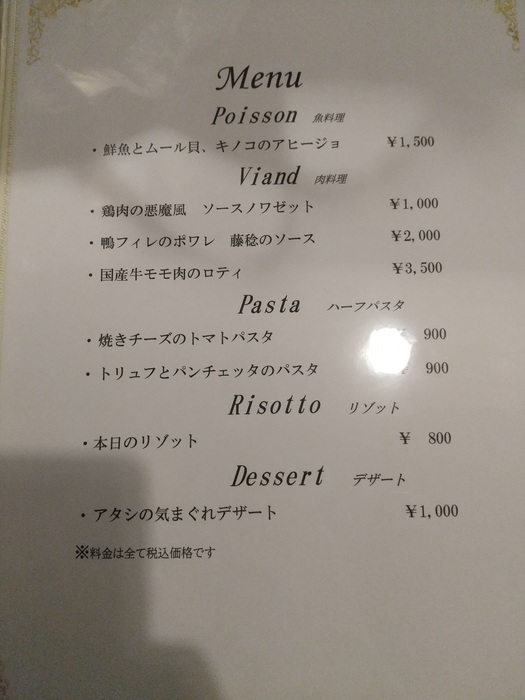 Menu
Poisson 魚料理
・鮮魚とムール貝、キノコのアヒージョ ¥1,500
Viand 肉料理
・鶏肉の悪魔風 ソースノワゼット ¥1,000
・鴨フィレのポワレ 藤稔のソース ¥2,000
・国産牛モモ肉のロティ ¥3,500
Pasta ハーフパスタ
・焼きチーズのトマトパスタ ¥ 900
・トリュフとパンチェッタのパスタ ¥ 900
Risotto リゾット
・本日のリゾット ¥ 800
Dessert デザート
・アタシの気まぐれデザート ¥1,000
※料金は全て税込価格です